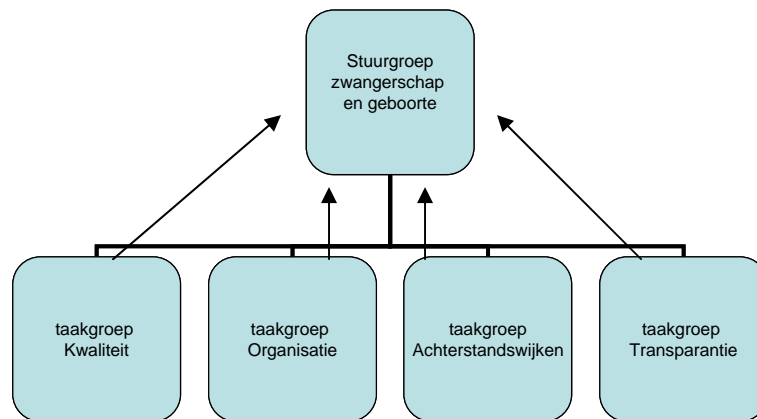 Stuurgroep
zwangerschap
en geboorte
taakgroep
Kwaliteit
taakgroep
Organisatie
taakgroep
Achterstandswijken
taakgroep
Transparantie